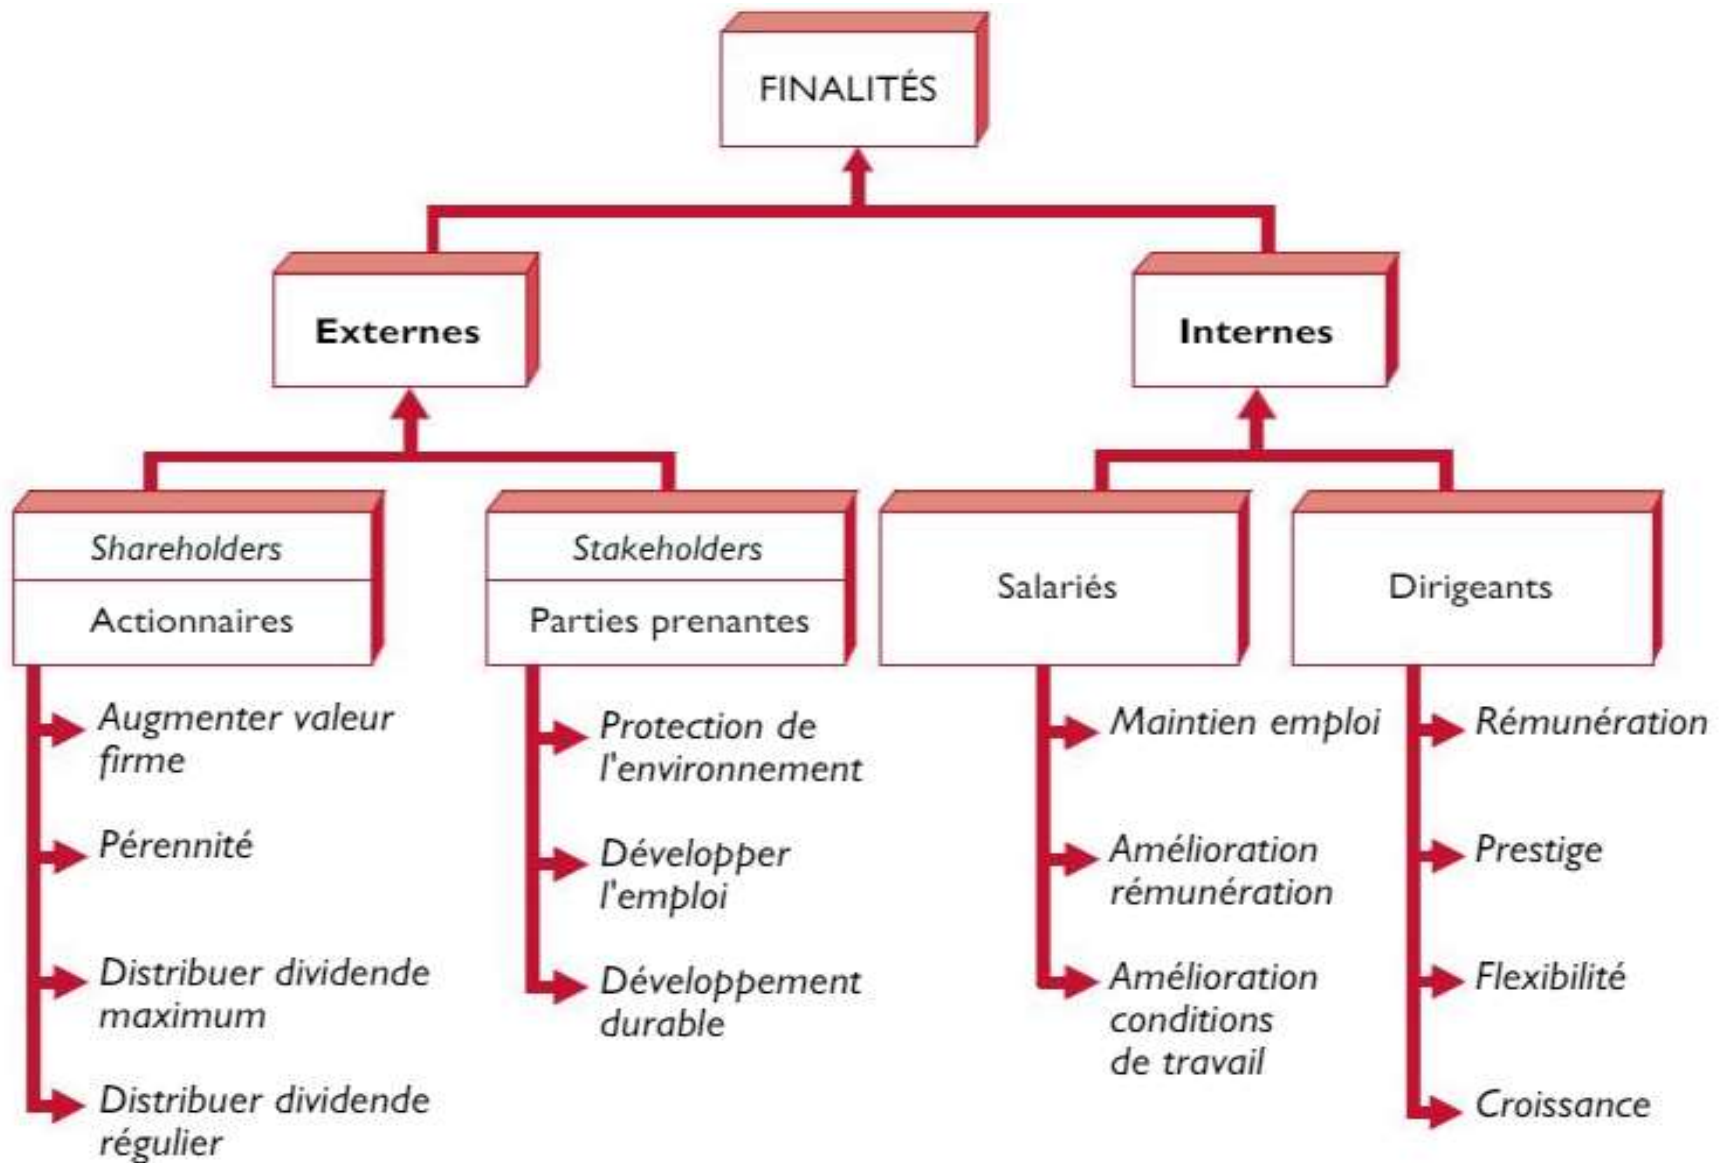 FINALITÉS
Externes
Internes
Shareholders
Actionnaires
Stakeholders
Parties prenantes
Salariés
Dirigeants
Augmenter valeur
firme
Pérennité
Distribuer dividende
maximum
Distribuer dividende
régulier
Protection de
l'environnement
Développer
l'emploi
Développement
durable
Maintien emploi
Amélioration
rémunération
Amélioration
conditions
de travail
Rémunération
Prestige
Flexibilité
Croissance